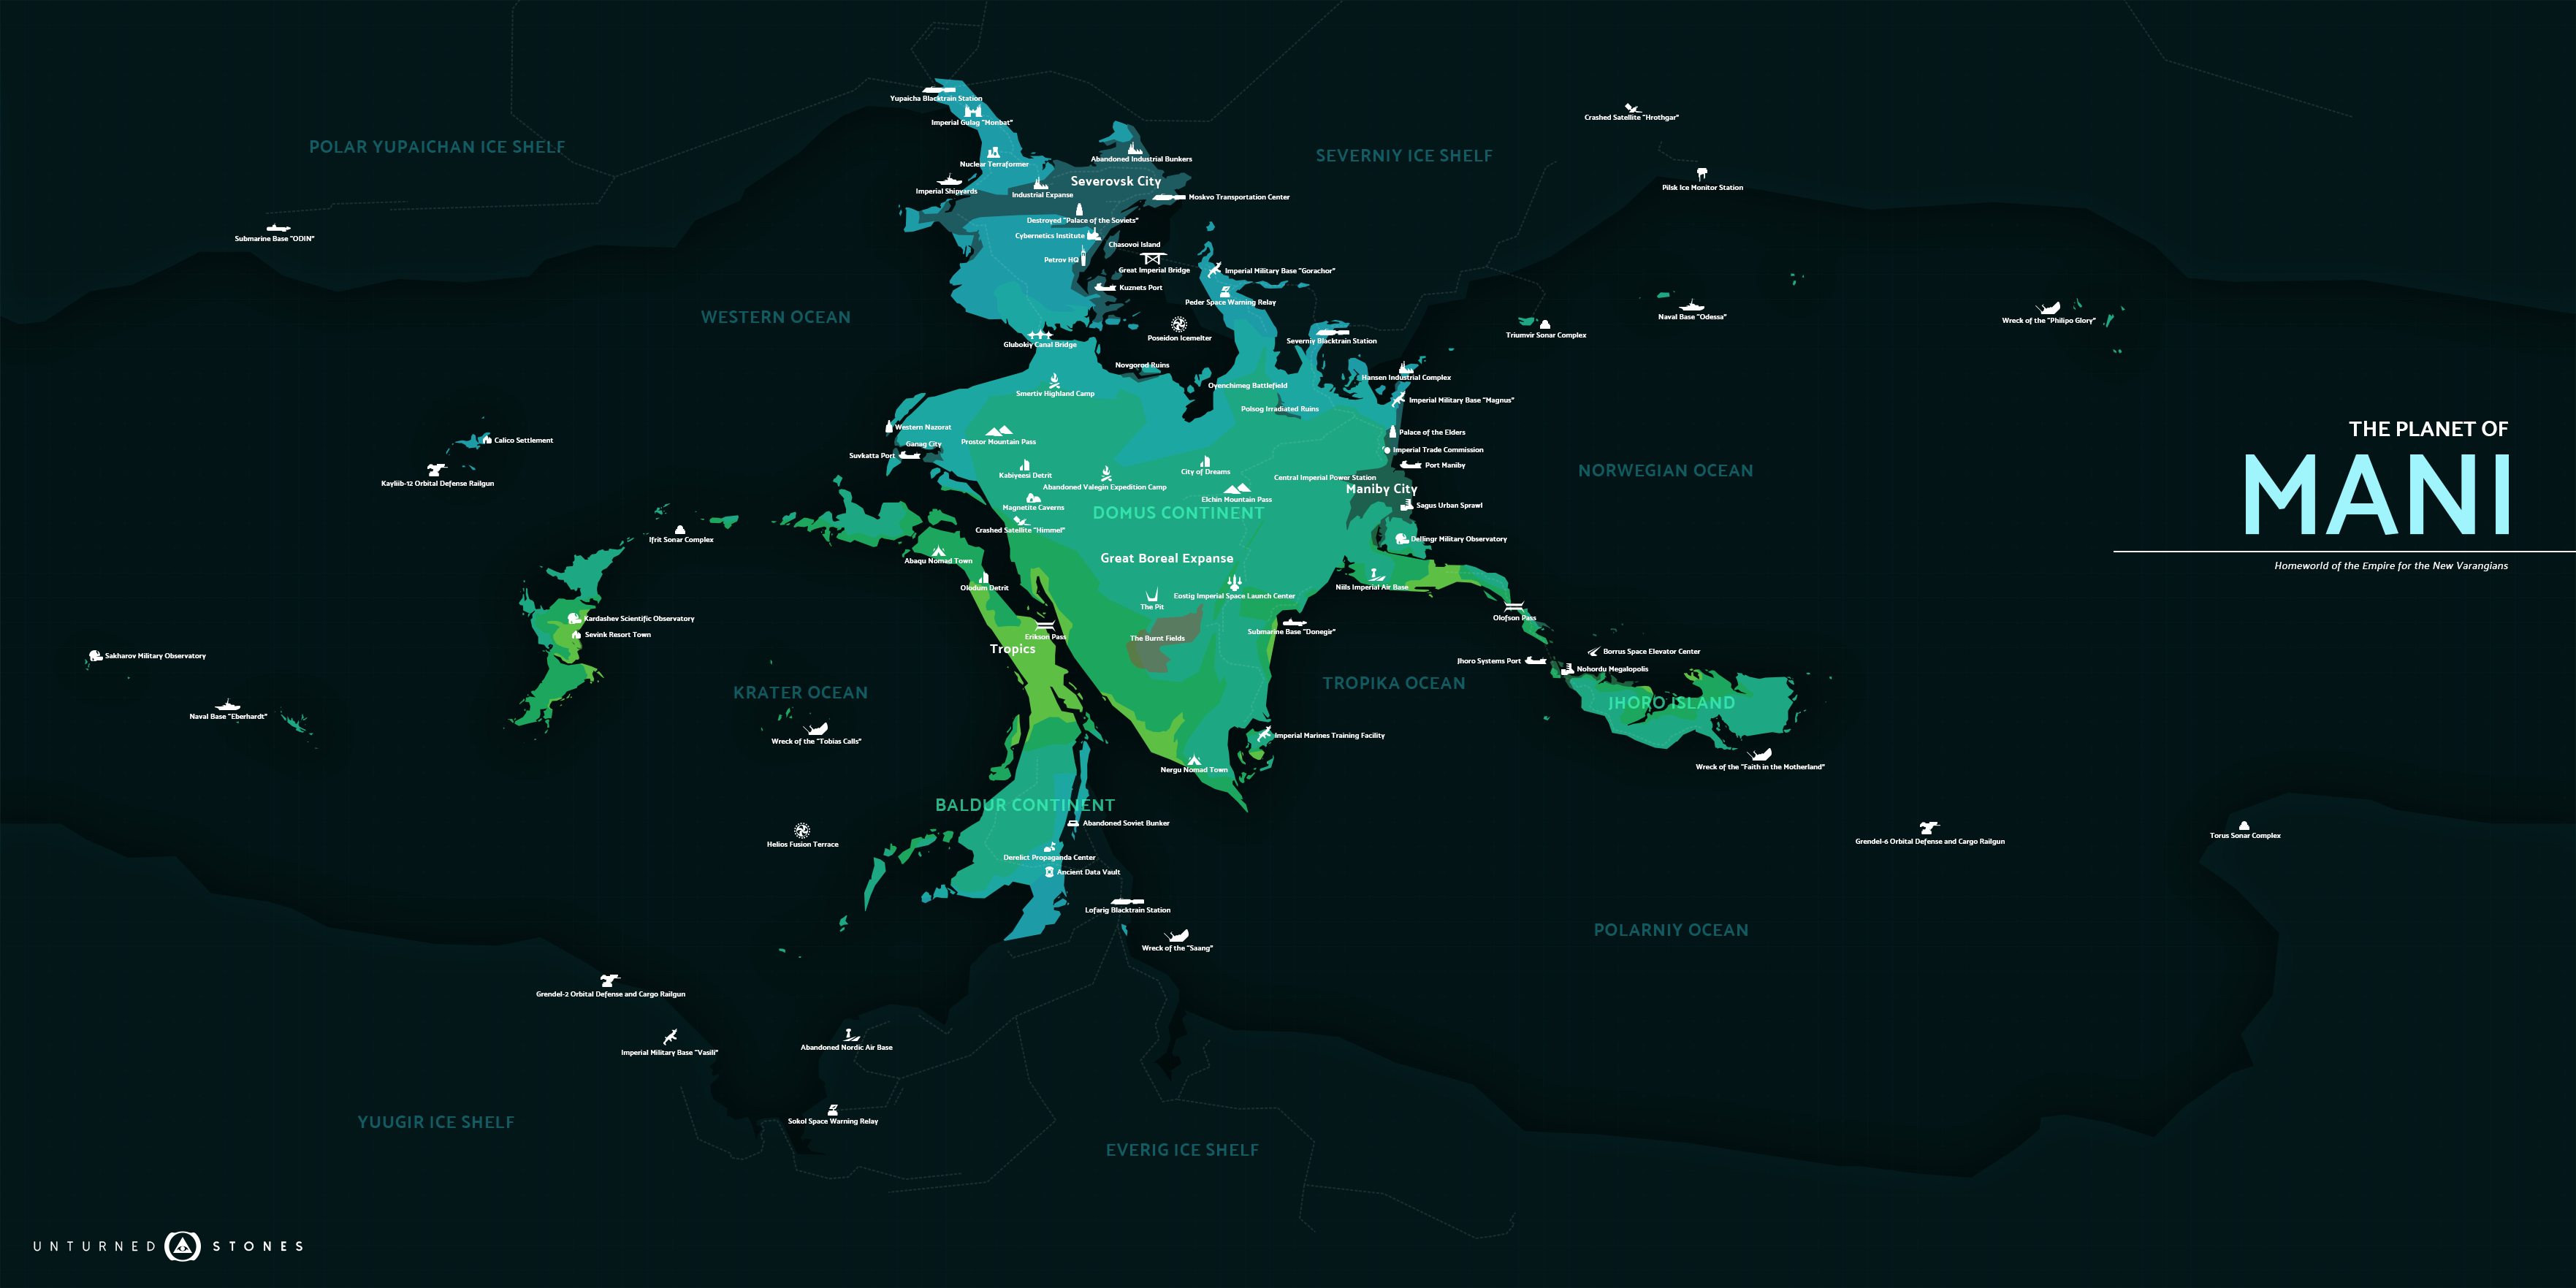 Yupaicha Blacktrain Station
Imperial Gulag "Monbat"
Crashed Satellite "Hrothgar"
POLAR YUPAICHAN ICE SHELF
SEVERNIY ICE SHELF
Nuclear Terraformer
Abandoned Industrial Bunkers
Severovsk City
Imperial Shipyards
Industrial Expanse
Moskvo Transportation Center
Pilsk Ice Monitor Station
Destroyed "Palace of the Soviets"
Submarine Base "ODIN"
Cybernetics Institute
Chasovoi Island
Petrov HQ
Great Imperial Bridge
Imperial Military Base "Gorachor"
Kuznets Port
Peder Space Warning Relay
WESTERN OCEAN
Naval Base "Odessa"
Wreck of the "Philipo Glory"
Poseidon Icemelter
Triumvir Sonar Complex
Glubokiy Canal Bridge
Severniy Blacktrain Station
Novgorod Ruins
Hansen Industrial Complex
Smertiv Highland Camp
Ovenchimeg Battlefield
Imperial Military Base "Magnus"
Polsog Irradiated Ruins
Western Nazorat
Palace of the Elders
THE PLANET OF
MANI
Homeworld of the Empire for the New Varangians
Calico Settlement
Prostor Mountain Pass
Ganag City
Imperial Trade Commission
Suvkatta Port
Port Maniby
NORWEGIAN OCEAN
Kayliib-12 Orbital Defense Railgun
Kabiyeesi Detrit
City of Dreams
Central Imperial Power Station
Abandoned Valegin Expedition Camp
Maniby City
Elchin Mountain Pass
Magnetite Caverns
Sagus Urban Sprawl
DOMUS CONTINENT
Crashed Satellite "Himmel"
Ifrit Sonar Complex
Dellingr Military Observatory
Abaqu Nomad Town
Great Boreal Expanse
Olodum Detrit
Niils Imperial Air Base
Eostig Imperial Space Launch Center
The Pit
Kardashev Scientific Observatory
Olofson Pass
Sevink Resort Town
Erikson Pass
The Burnt Fields
Submarine Base "Donegir"
Tropics
Sakharov Military Observatory
Borrus Space Elevator Center
Jhoro Systems Port
Nohordu Megalopolis
KRATER OCEAN
TROPIKA OCEAN
JHORO ISLAND
Naval Base "Eberhardt"
Wreck of the "Tobias Calls"
Imperial Marines Training Facility
Nergu Nomad Town
Wreck of the "Faith in the Motherland"
BALDUR CONTINENT
Abandoned Soviet Bunker
Helios Fusion Terrace
Grendel-6 Orbital Defense and Cargo Railgun
Torus Sonar Complex
Derelict Propaganda Center
Ancient Data Vault
Lofarig Blacktrain Station
POLARNIY OCEAN
Wreck of the "Saang"
Grendel-2 Orbital Defense and Cargo Railgun
Imperial Military Base "Vasili"
Abandoned Nordic Air Base
YUUGIR ICE SHELF
Sokol Space Warning Relay
EVERIG ICE SHELF
UNTURNED STONES